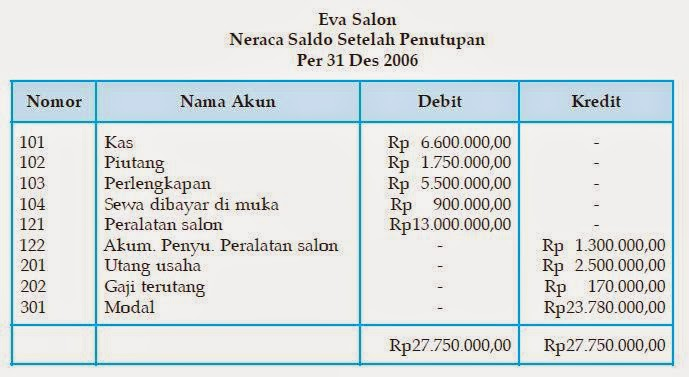 Eva Salon
Neraca Saldo Setelah Penutupan
Per 31 Des 2006
Nomor Nama Akun Debit Kredit
101 Kas Rp 6.600.000,00 -
102 Piutang Rp 1.750.000,00 -
103 Perlengkapan Rp 5.500.000,00 -
104 Sewa dibayar di muka Rp 900.000,00 -
121 Peralatan salon Rp13.000.000,00 -
122 Akum. Penyu. Peralatan salon - Rp 1.300.000,00
201 Utang usaha - Rp 2.500.000,00
202 Gaji terutang - Rp 170.000,00
301 Modal - Rp23.780.000,00
Rp27.750.000,00 Rp27.750.000,00